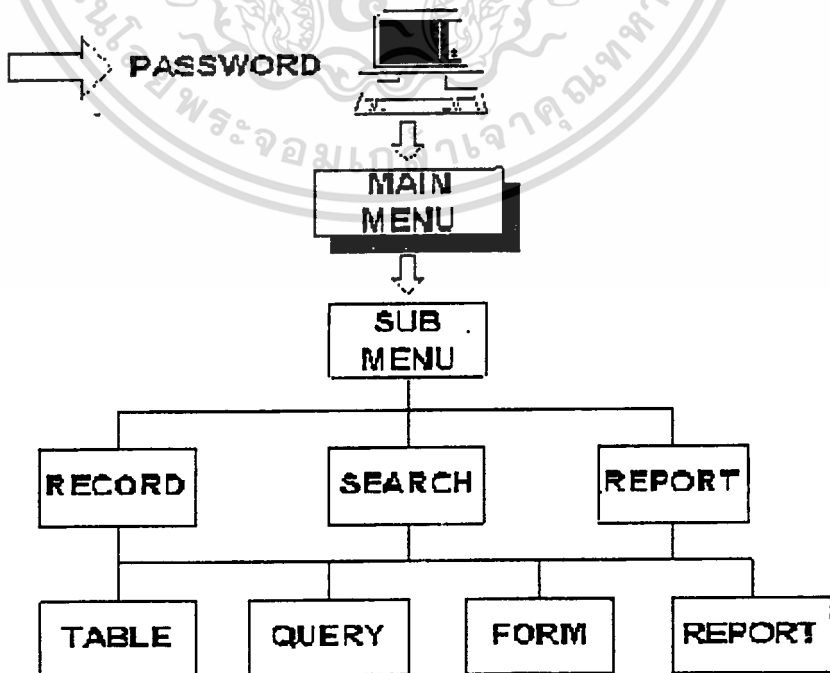 PASSWORD
MAIN
MENU
SUB
MENU
RECORD
SEARCH
REPORT
TABLE
QUERY
FORM
REPORT